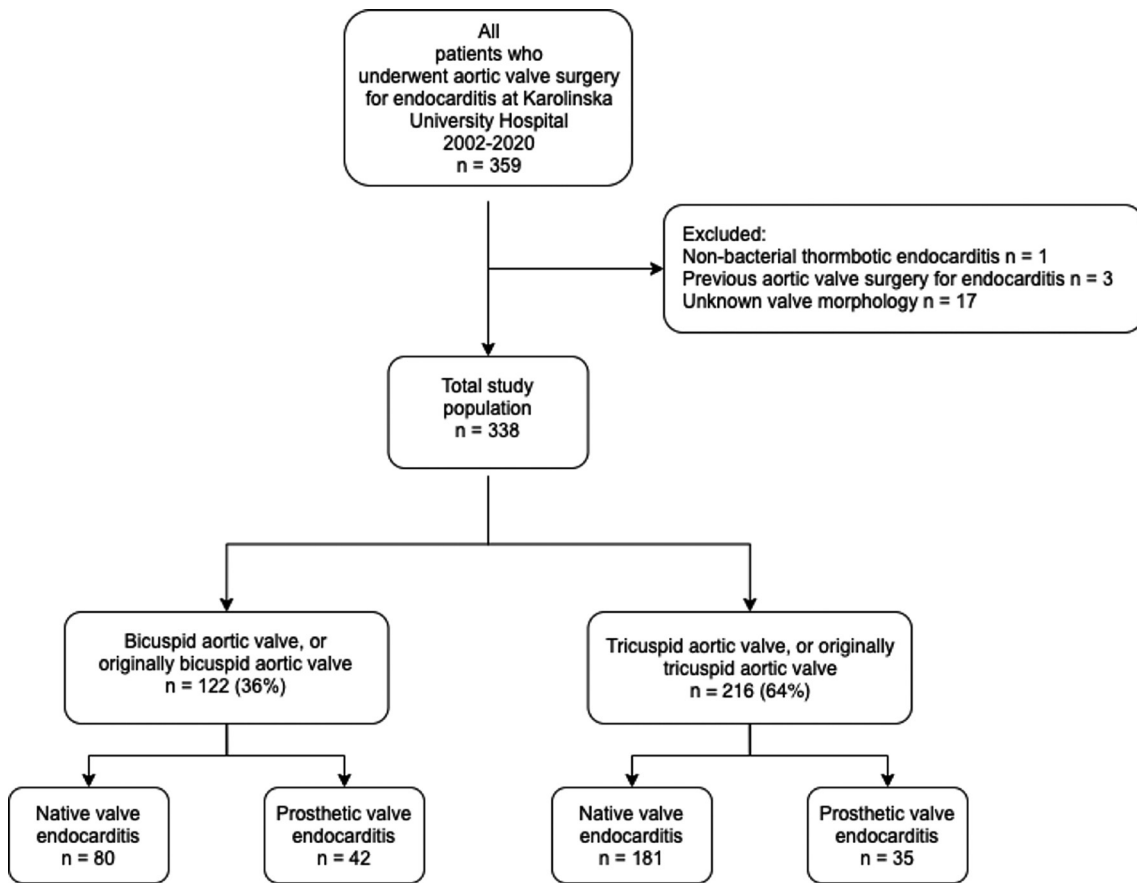 All
patients who
underwent aortic valve surgery
for endocarditis at Karolinska
University Hospital
2002-2020
n = 359
Excluded:
Non-bacterial thormbotic endocarditis n = 1
Previous aortic valve surgery for endocarditis n = 3
Unknown valve morphology n = 17
Total study
population
n = 338
Bicuspid aortic valve, or
originally bicuspid aortic valve
n = 122 (36%)
Tricuspid aortic valve, or originally
tricuspid aortic valve
n = 216 (64%)
Native valve
endocarditis
n = 80
Prosthetic valve
endocarditis
n = 42
Native valve
endocarditis
n = 181
Prosthetic valve
endocarditis
n = 35